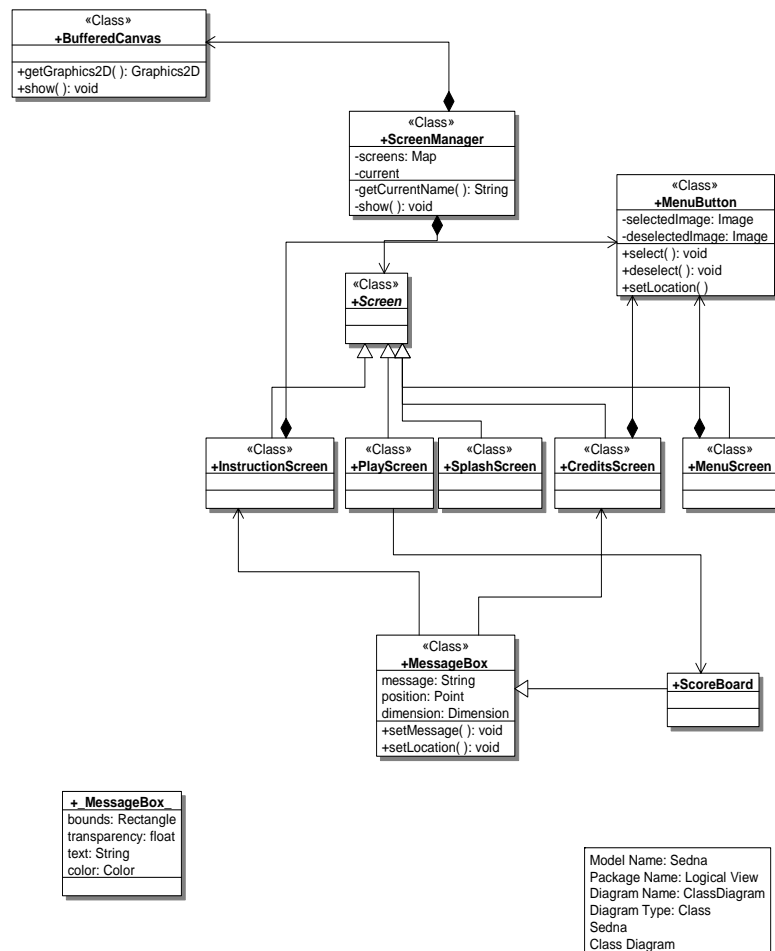 «Class»
+BufferedCanvas
+getGraphics2D( ): Graphics2D
+show( ): void
«Class»
+ScreenManager
-screens: Map
-current
-getCurrentName( ): String
-show( ): void
«Class»
+MenuButton
-selectedImage: Image
-deselectedImage: Image
+select( ): void
+deselect( ): void
+setLocation( )
«Class»
+Screen
«Class»
+InstructionScreen
«Class»
+PlayScreen
«Class»
+SplashScreen
«Class»
+CreditsScreen
«Class»
+MenuScreen
«Class»
+MessageBox
message: String
position: Point
dimension: Dimension
+setMessage( ): void
+setLocation( ): void
+ScoreBoard
+_MessageBox_
bounds: Rectangle
transparency: float
text: String
color: Color
Model Name: Sedna
Package Name: Logical View
Diagram Name: ClassDiagram
Diagram Type: Class
Sedna
Class Diagram